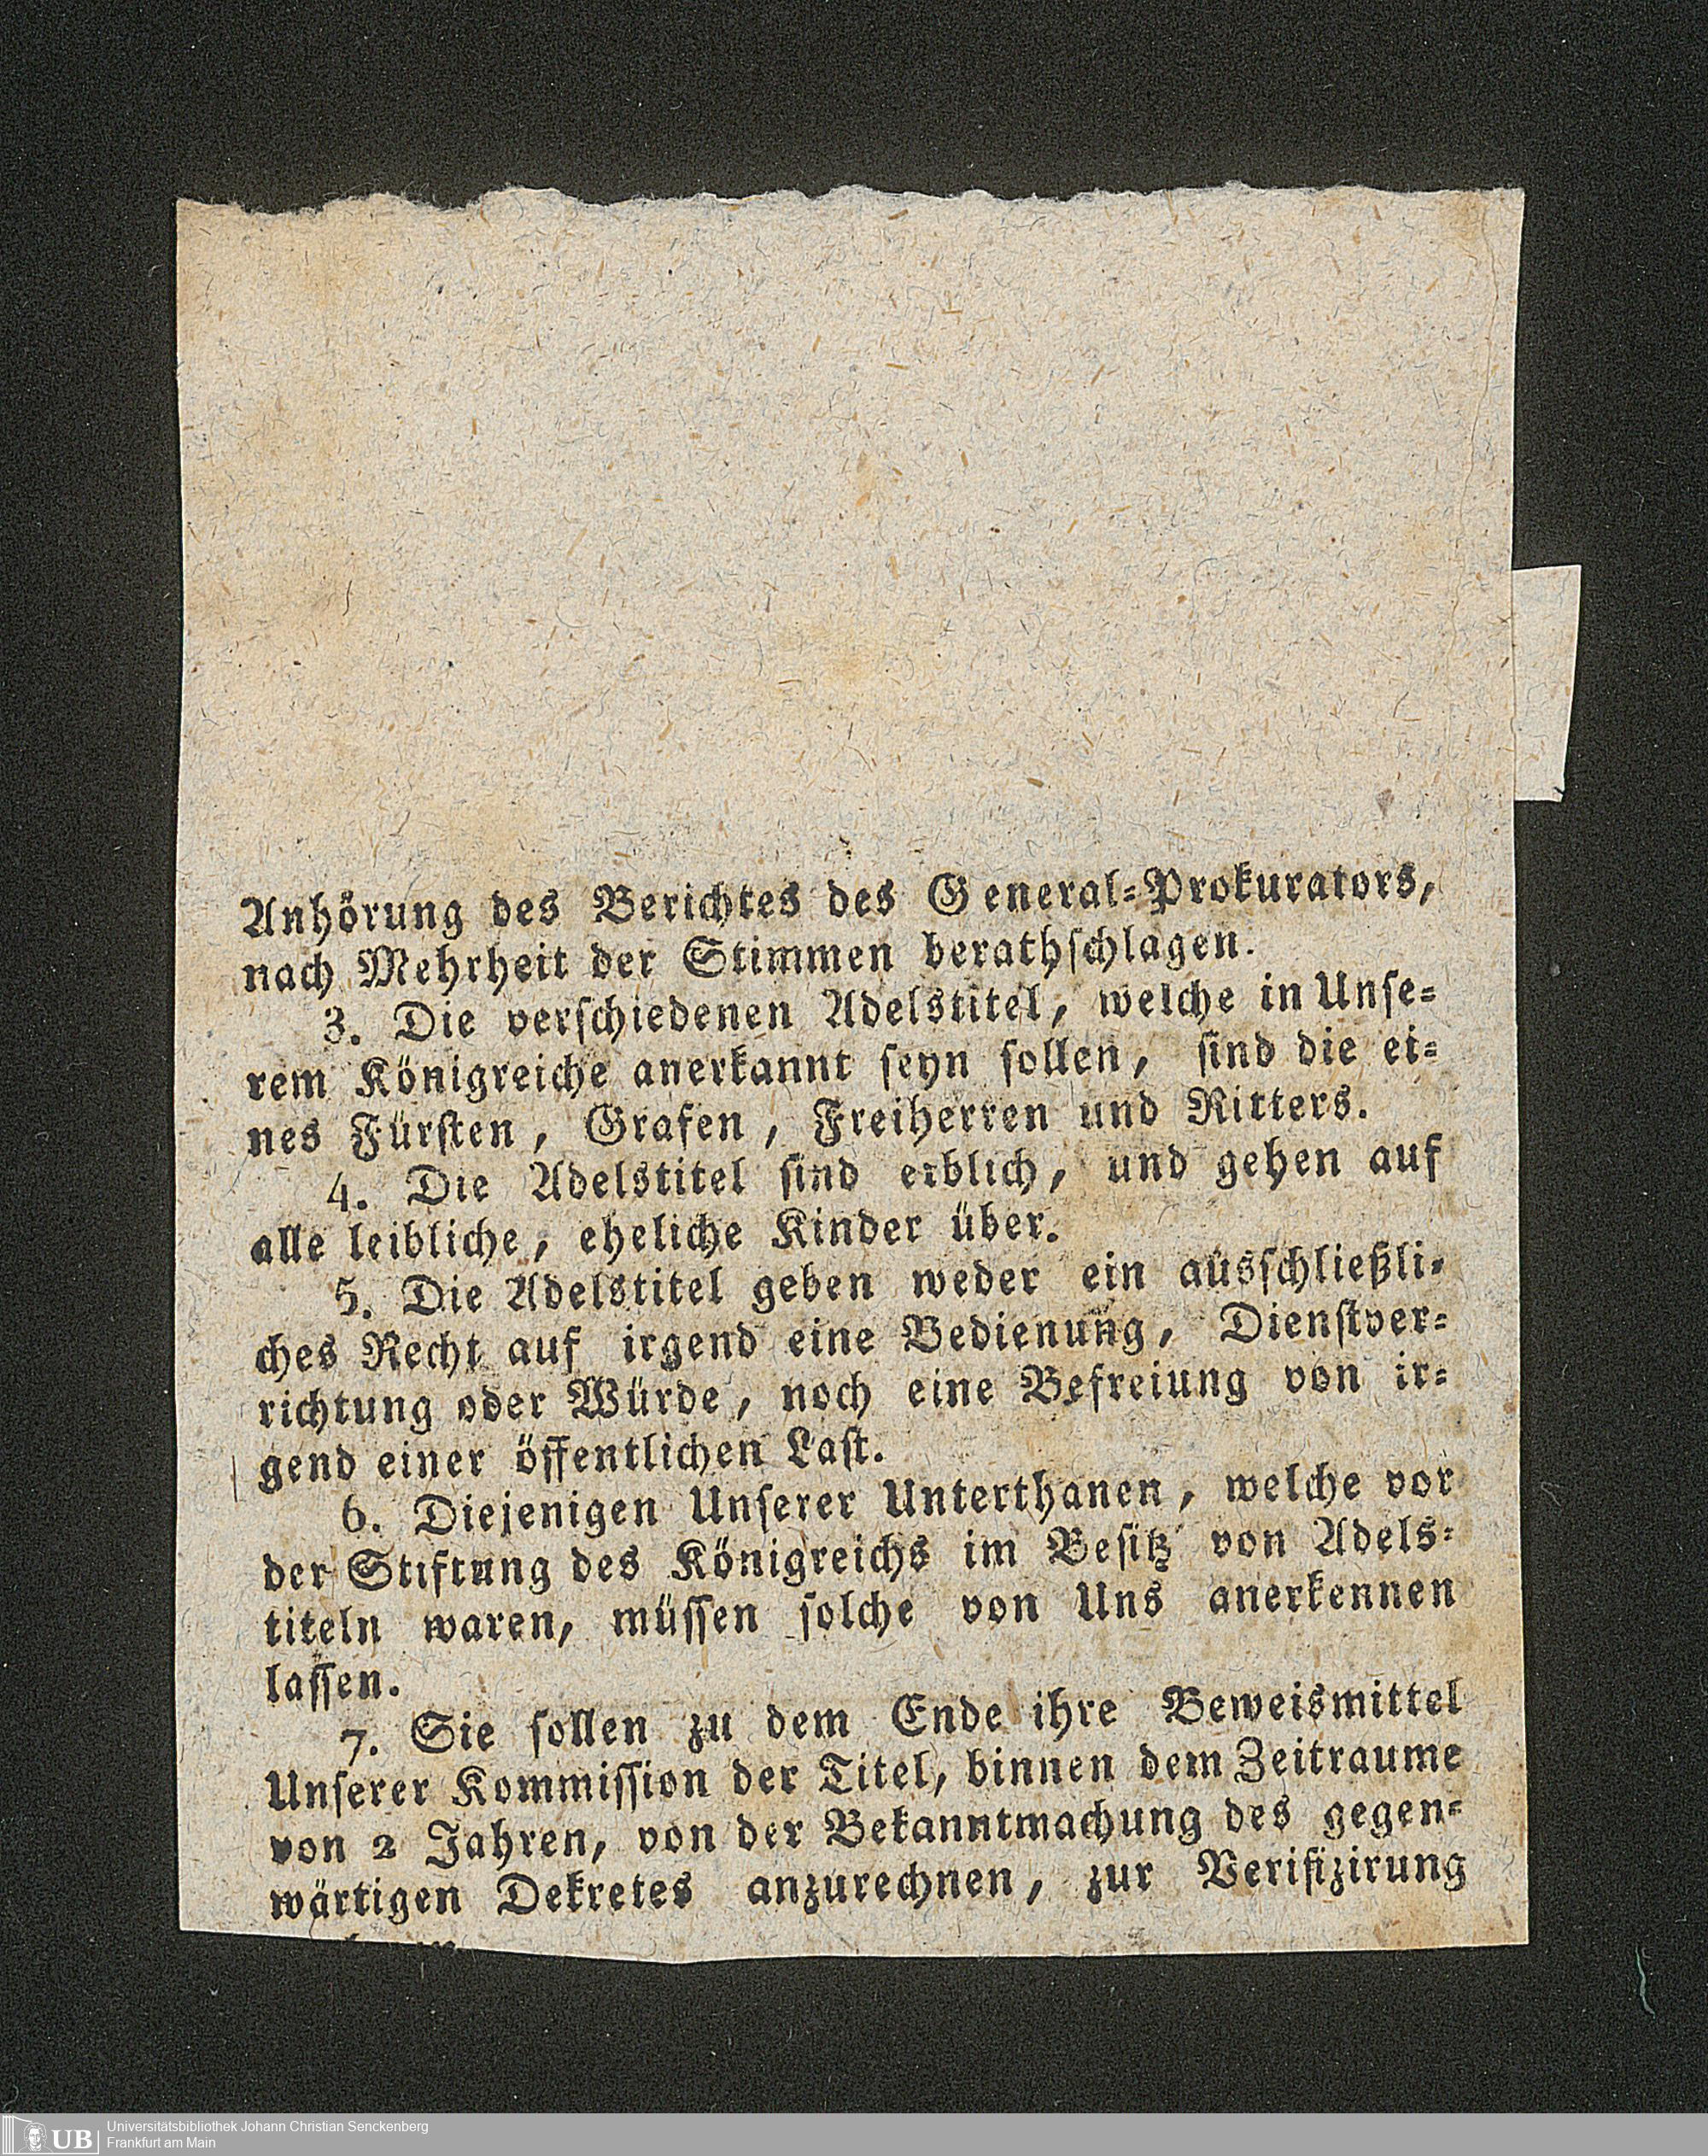 Anhörung des Berichtes des General-Prokurators,
nach Mehrheit der Stimmen berathschlagen.
3. Die verschiedenen Adelstitel, welche in Unse-
rem Königreiche anerkannt seyn sollen, sind die ei-
nes Fürsten, Grafen, Freiherren und Ritters.
4. Die Adelstitel sind erblich, und gehen auf
alle leibliche, eheliche Kinder über.
5. Die Adelstitel geben weder ein ausschließli-
ches Recht auf irgend eine Bedienung, Dienstver-
richtung oder Würde, noch eine Befreiung von ir-
gend einer öffentlichen Last.
6. Diejenigen Unserer Unterthanen, welche vor
der Stiftung des Königreichs im Besitz von Adels-
titeln waren, müssen solche von Uns anerkennen
lassen.
7. Sie sollen zu dem Ende ihre Beweismittel
Unserer Kommission der Titel, binnen dem Zeitraume
von 2 Jahren, von der Bekanntmachung des gegen-
wärtigen Dekretes anzurechnen, zur Verifizirung
UB
Universitätsbibliothek Johann Christian Senckenberg
Frankfurt am Main